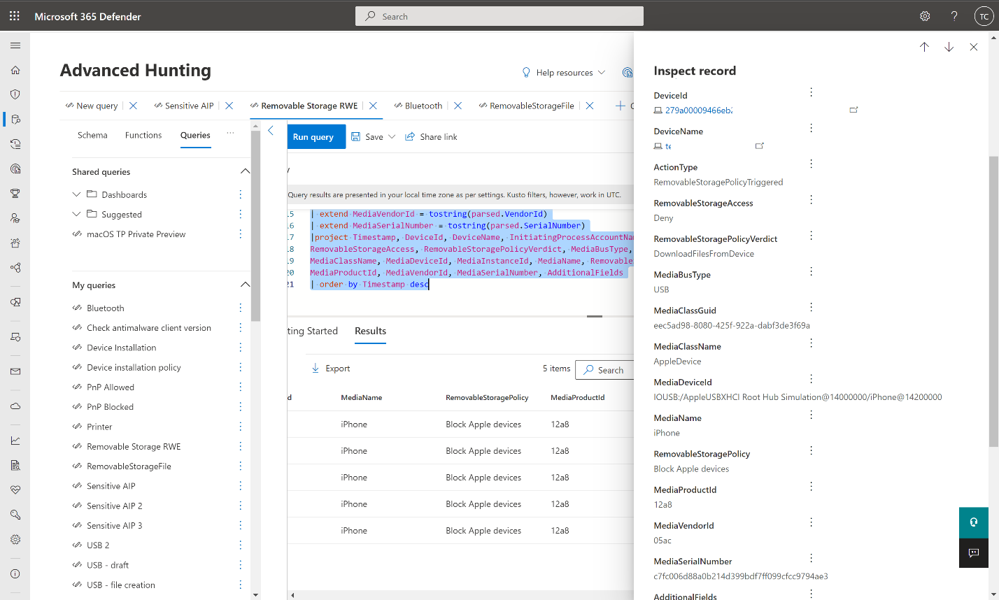 Microsoft 365 Defender
Search
TC
Advanced Hunting
Help resources
New query
Sensitive AIP
Removable Storage RWE
Bluetooth
RemovableStorageFile
Schema
Functions
Queries
Shared queries
Dashboards
Suggested
macOS TP Private Preview
My queries
Bluetooth
Check antimalware client version
Device Installation
Device installation policy
PnP Allowed
PnP Blocked
Printer
Removable Storage RWE
RemovableStorageFile
Sensitive AIP
Sensitive AIP 2
Sensitive AIP 3
USB 2
USB - draft
USB - file creation
Run query
Save
Share link
Query results are presented in your local time zone as per settings. Kusto filters, however, work in UTC.
15 | extend MediaVendorId = tostring(parsed.VendorId)
16 | extend MediaSerialNumber = tostring(parsed.SerialNumber)
17 |project Timestamp, DeviceId, DeviceName, InitiatingProcessAccountNa
18 RemovableStorageAccess, RemovableStoragePolicyVerdict, MediaBusType,
19 MediaClassName, MediaDeviceId, MediaInstanceId, MediaName, Removable
20 MediaProductId, MediaVendorId, MediaSerialNumber, AdditionalFields
21 | order by Timestamp desc
ting Started
Results
Export
5 items
Search
d MediaName RemovableStoragePolicy MediaProductId
iPhone Block Apple devices 12a8
iPhone Block Apple devices 12a8
iPhone Block Apple devices 12a8
iPhone Block Apple devices 12a8
iPhone Block Apple devices 12a8
Inspect record
DeviceId
279a00009466eb2
DeviceName
te
ActionType
RemovableStoragePolicyTriggered
RemovableStorageAccess
Deny
RemovableStoragePolicyVerdict
DownloadFilesFromDevice
MediaBusType
USB
MediaClassGuid
eec5ad98-8080-425f-922a-dabf3de3f69a
MediaClassName
AppleDevice
MediaDeviceId
IOUSB:/AppleUSBXHCI Root Hub Simulation@14000000/iPhone@14200000
MediaName
iPhone
RemovableStoragePolicy
Block Apple devices
MediaProductId
12a8
MediaVendorId
05ac
MediaSerialNumber
c7fc006d88a0b214d399bdf7ff099cfcc9794ae3
AdditionalFields